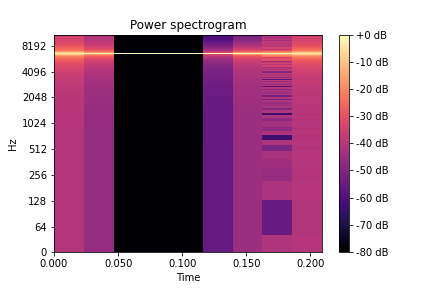 Power spectrogram
8192
4096
2048
1024
512
256
128
64
0
Hz
0.000
0.050
0.100
0.150
0.200
Time
+0 dB
-10 dB
-20 dB
-30 dB
-40 dB
-50 dB
-60 dB
-70 dB
-80 dB